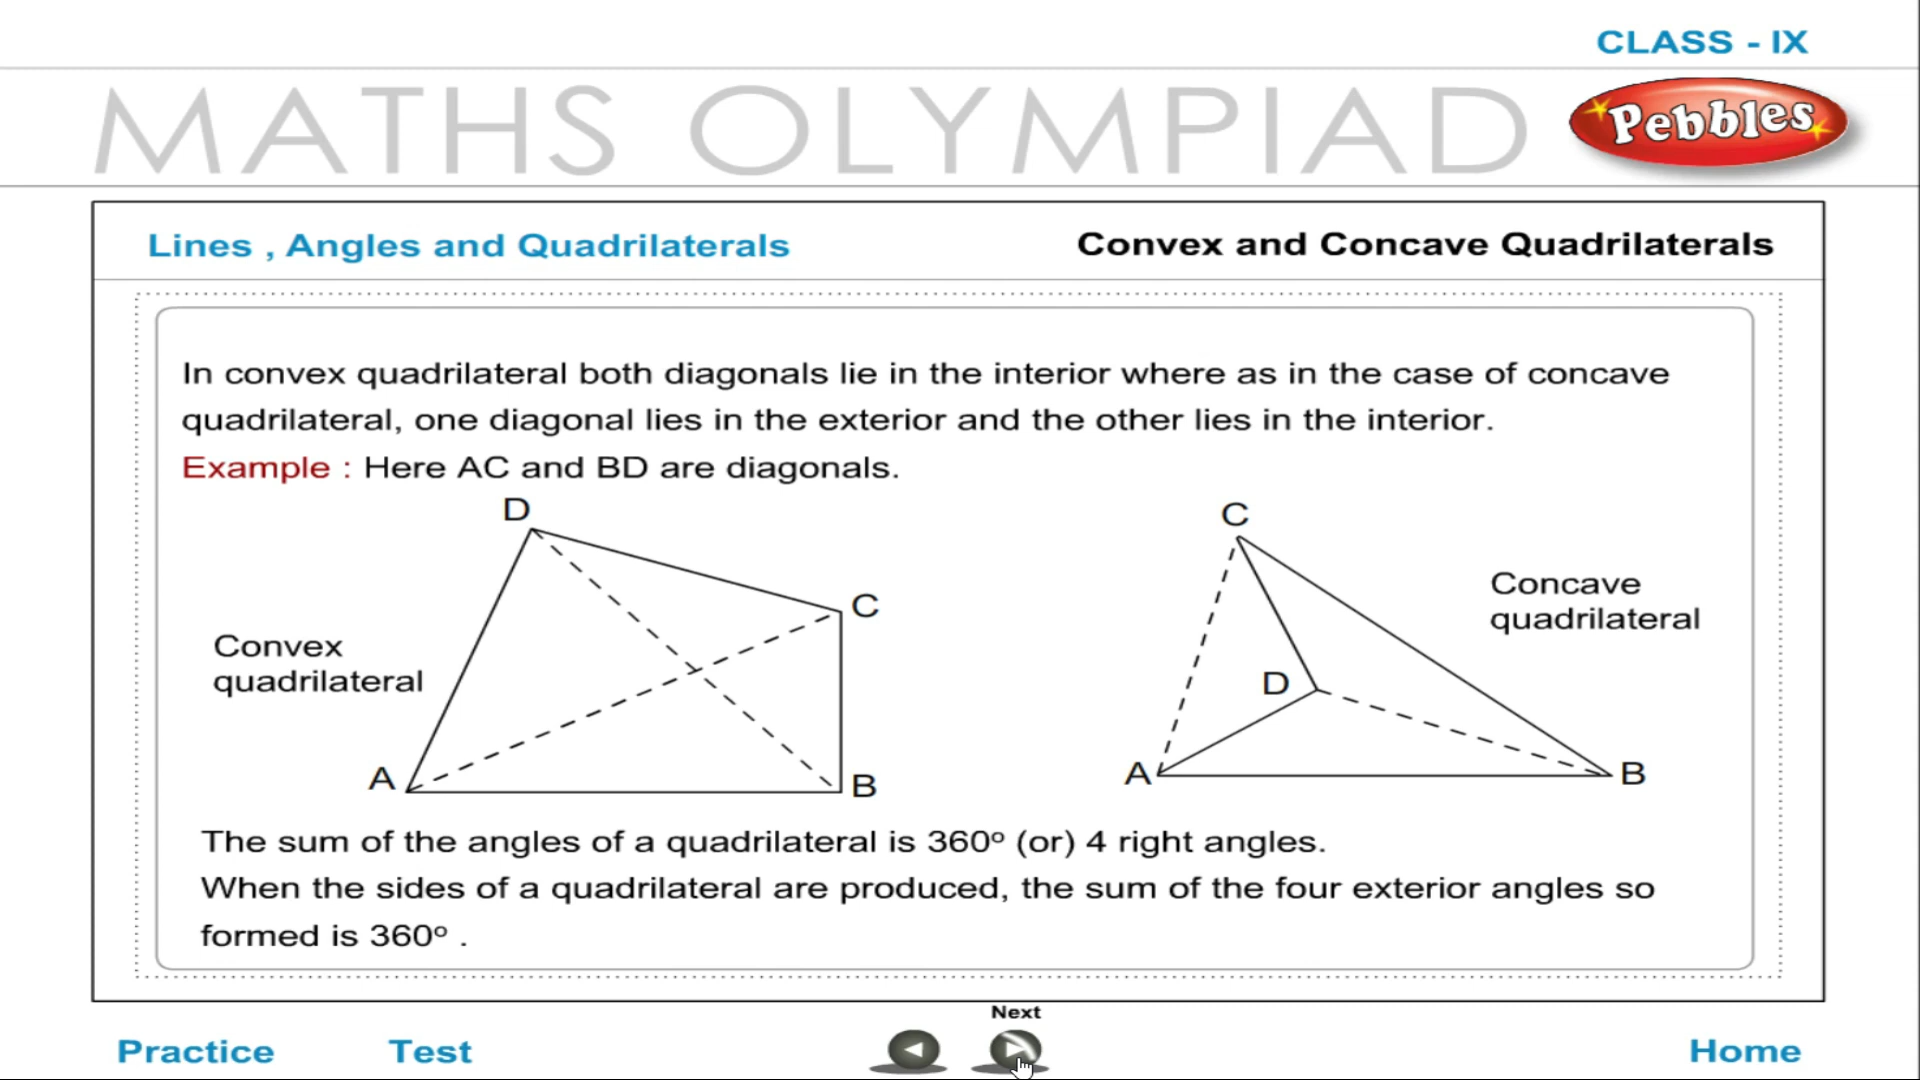 CLASS - IX
MATHS OLYMPIAD
Pebbles
Lines , Angles and Quadrilaterals
Convex and Concave Quadrilaterals
In convex quadrilateral both diagonals lie in the interior where as in the case of concave
quadrilateral, one diagonal lies in the exterior and the other lies in the interior.
Example : Here AC and BD are diagonals.
D
C
Convex
quadrilateral
A
B
C
Concave
quadrilateral
D
A
B
The sum of the angles of a quadrilateral is 360º (or) 4 right angles.
When the sides of a quadrilateral are produced, the sum of the four exterior angles so
formed is 360º .
Next
Practice
Test
Home